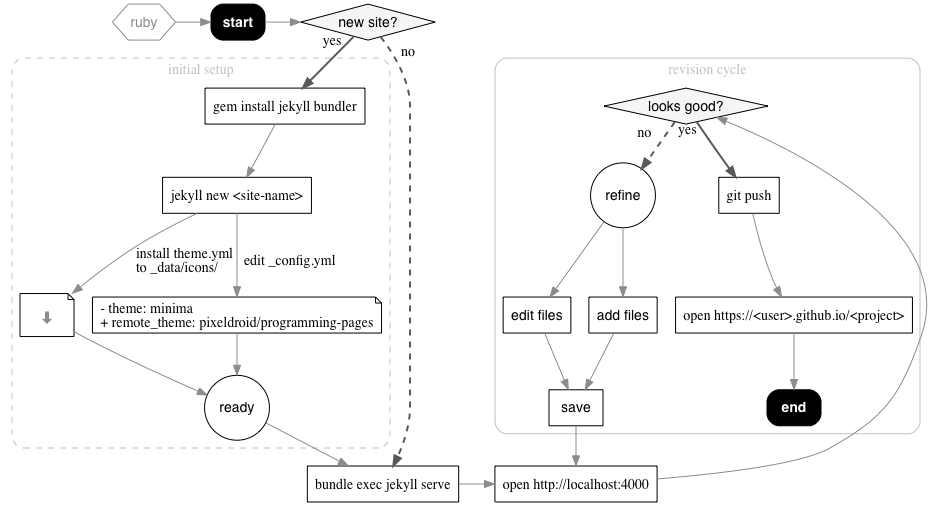 ruby
start
new site?
yes
no
initial setup
gem install jekyll bundler
jekyll new <site-name>
install theme.yml
to _data/icons/
edit _config.yml
- theme: minima
+ remote_theme: pixeldroid/programming-pages
ready
bundle exec jekyll serve
revision cycle
looks good?
no
yes
refine
git push
edit files
add files
open https://<user>.github.io/<project>
save
end
open http://localhost:4000